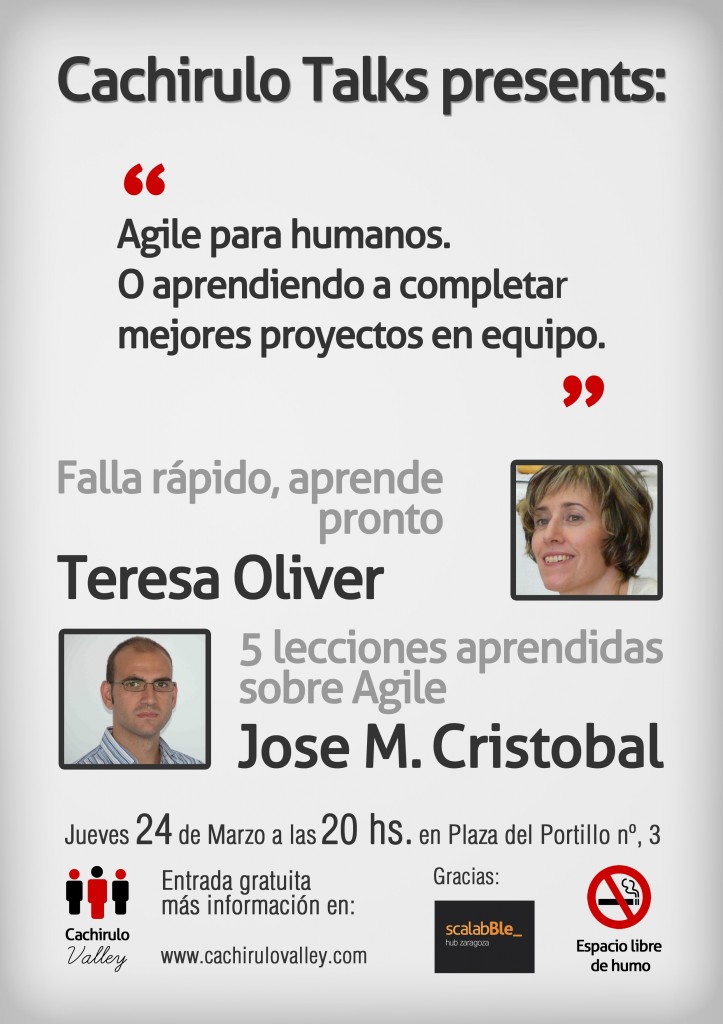 Cachirulo Talks presents:
“
Agile para humanos.
O aprendiendo a completar
mejores proyectos en equipo.
”
Falla rápido, aprende
pronto
Teresa Oliver
5 lecciones aprendidas
sobre Agile
Jose M. Cristobal
Jueves 24 de Marzo a las 20 hs. en Plaza del Portillo nº, 3
Cachirulo
Valley
Entrada gratuita
más información en:
www.cachirulovalley.com
Gracias:
scalabBle_
hub zaragoza
Espacio libre
de humo